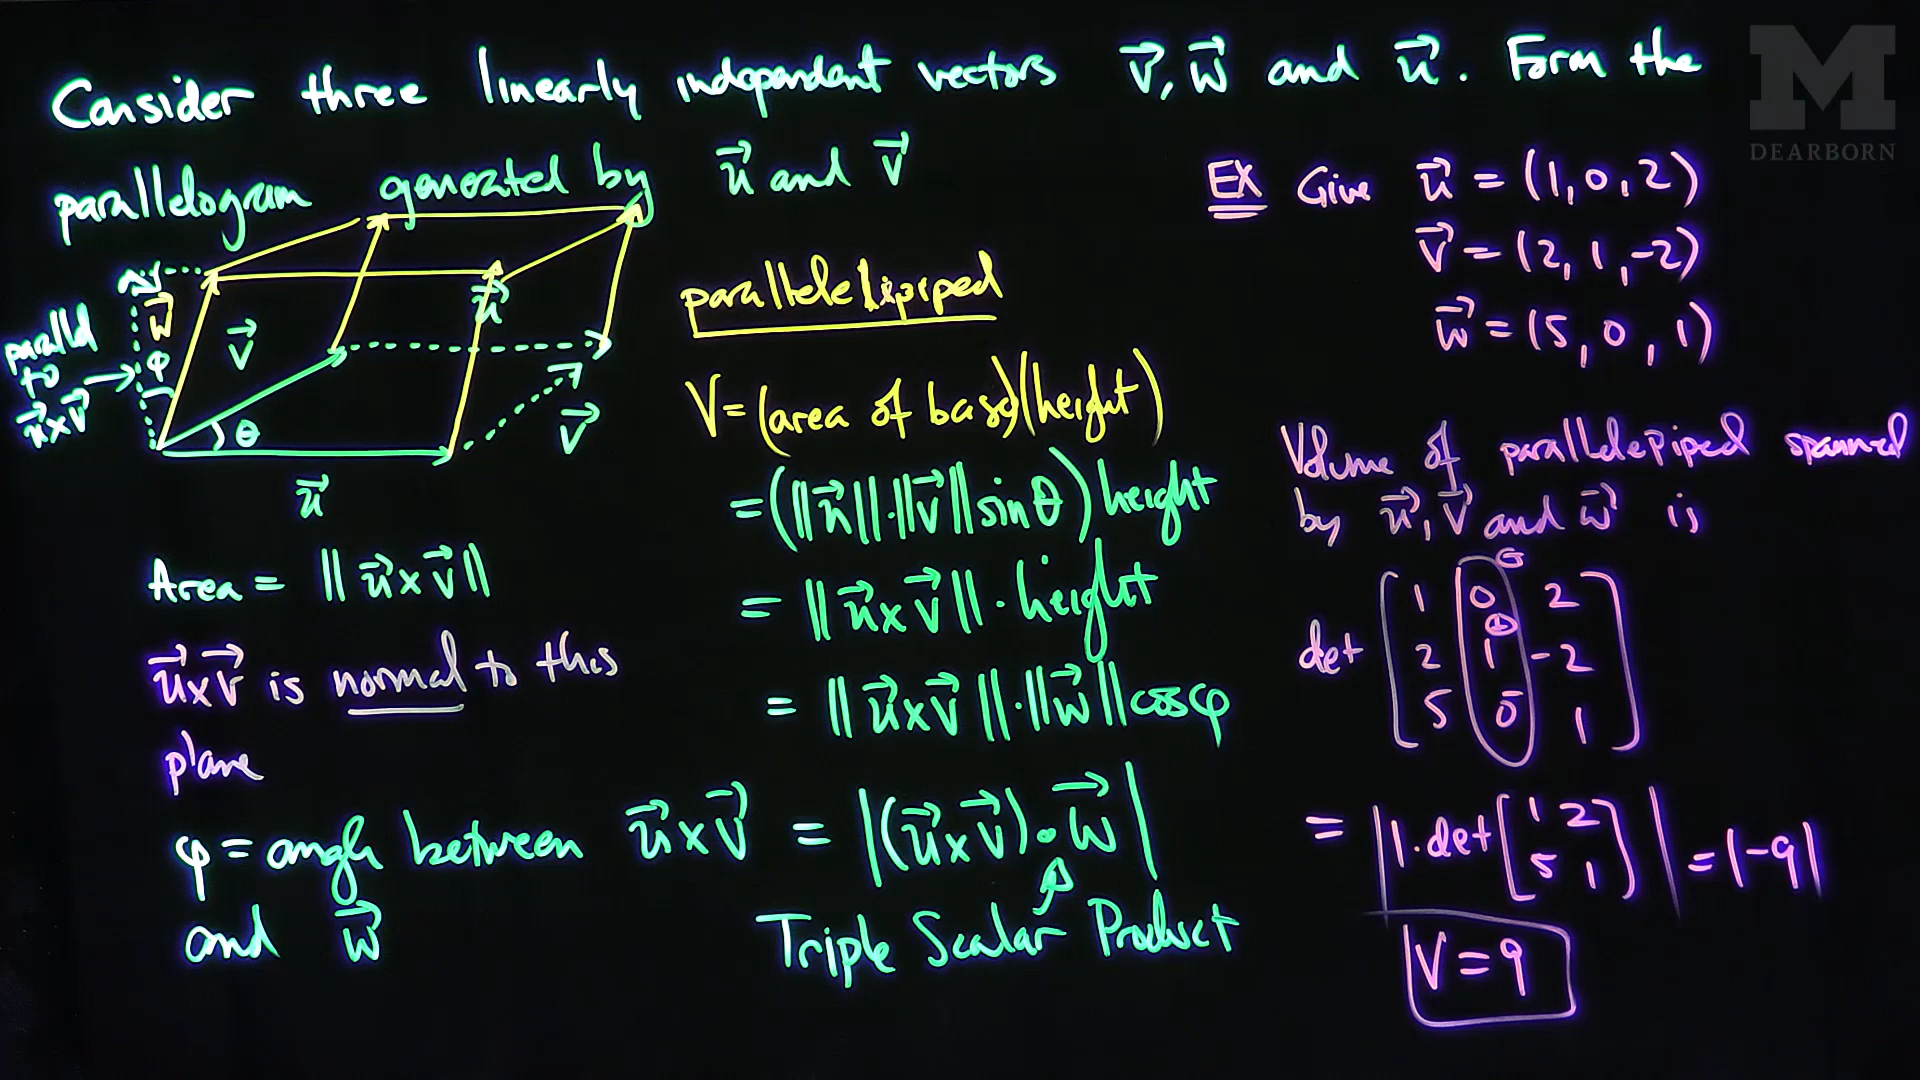 Consider three linearly independent vectors v⃗, w⃗ and u⃗. Form the
parallelogram generated by u⃗ and v⃗
M
DEARBORN
w⃗
v⃗
u⃗
φ
parallel
to
u⃗×v⃗
θ
v⃗
u⃗
Area = ‖u⃗×v⃗‖
u⃗×v⃗ is normal to this
plane
φ = angle between u⃗×v⃗
and w⃗
parallelelipiped
V = (area of base)(height)
= (‖u⃗‖·‖v⃗‖ sin θ) height
= ‖u⃗×v⃗‖ · height
= ‖u⃗×v⃗‖·‖w⃗‖ cos φ
= |(u⃗×v⃗)·w⃗|
Triple Scalar Product
EX Give u⃗ = (1, 0, 2)
v⃗ = (2, 1, -2)
w⃗ = (5, 0, 1)
Volume of parallelepiped spanned
by u⃗, v⃗ and w⃗ is
det [1 0 2
2 1 -2
5 0 1]
= |1·det [1 2
5 1]| = |-9|
V = 9